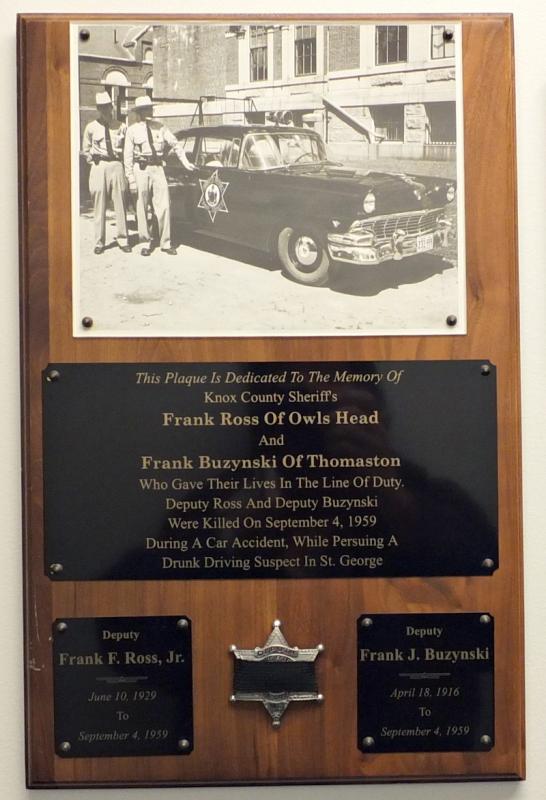 This Plaque Is Dedicated To The Memory Of
Knox County Sheriff's
Frank Ross Of Owls Head
And
Frank Buzynski Of Thomaston
Who Gave Their Lives In The Line Of Duty.
Deputy Ross And Deputy Buzynski
Were Killed On September 4, 1959
During A Car Accident, While Persuing A
Drunk Driving Suspect In St. George
Deputy
Frank F. Ross, Jr.
June 10, 1929
To
September 4, 1959
Deputy
Frank J. Buzynski
April 18, 1916
To
September 4, 1959